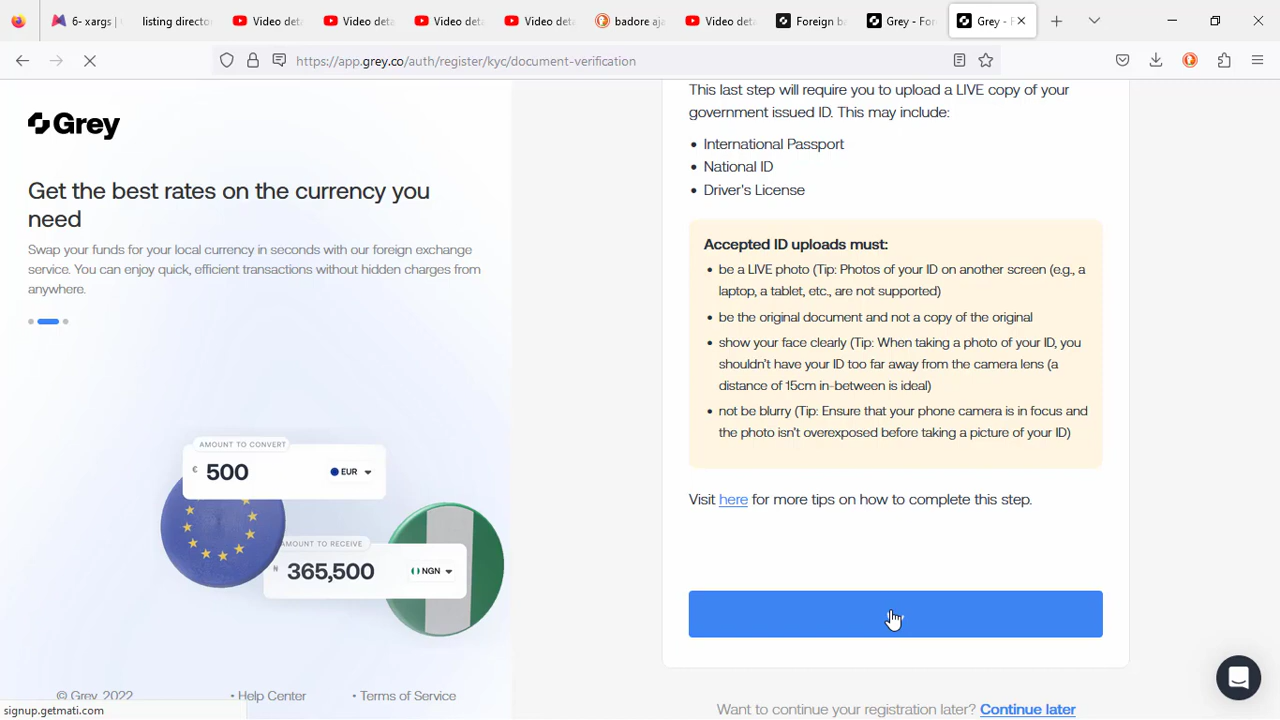 6- xargs |
listing director
Video deta
Video deta
Video deta
Video deta
badore aja
Video deta
Foreign ba
Grey - For
Grey - F
https://app.grey.co/auth/register/kyc/document-verification
Grey
Get the best rates on the currency you
need
Swap your funds for your local currency in seconds with our foreign exchange
service. You can enjoy quick, efficient transactions without hidden charges from
anywhere.
AMOUNT TO CONVERT
€ 500 EUR
AMOUNT TO RECEIVE
₦ 365,500 NGN
© Grey, 2022 • Help Center • Terms of Service
signup.getmati.com
This last step will require you to upload a LIVE copy of your
government issued ID. This may include:
• International Passport
• National ID
• Driver's License
Accepted ID uploads must:
• be a LIVE photo (Tip: Photos of your ID on another screen (e.g., a
laptop, a tablet, etc., are not supported)
• be the original document and not a copy of the original
• show your face clearly (Tip: When taking a photo of your ID, you
shouldn't have your ID too far away from the camera lens (a
distance of 15cm in-between is ideal)
• not be blurry (Tip: Ensure that your phone camera is in focus and
the photo isn't overexposed before taking a picture of your ID)
Visit here for more tips on how to complete this step.
Want to continue your registration later? Continue later